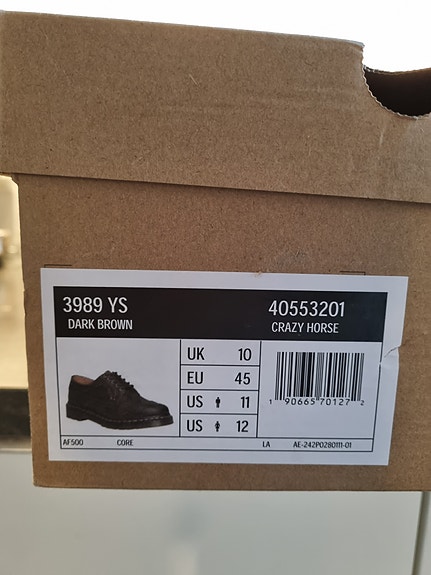 3989 YS
DARK BROWN
40553201
CRAZY HORSE
UK 10
EU 45
US 11
US 12
1 90665 70127 2
AF500 CORE LA AE-242P0280111-01